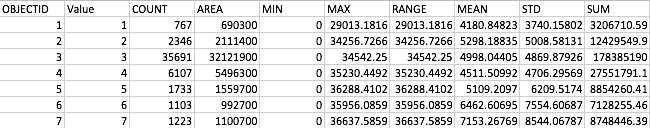 OBJECTID Value COUNT AREA MIN MAX RANGE MEAN STD SUM
1 1 767 690300 0 29013.1816 29013.1816 4180.84823 3740.15802 3206710.59
2 2 2346 2111400 0 34256.7266 34256.7266 5298.18835 5008.58131 12429549.9
3 3 35691 32121900 0 34542.25 34542.25 4998.04405 4869.87926 178385190
4 4 6107 5496300 0 35230.4492 35230.4492 4511.50992 4706.29569 27551791.1
5 5 1733 1559700 0 36288.4102 36288.4102 5109.2097 6209.5174 8854260.41
6 6 1103 992700 0 35956.0859 35956.0859 6462.60695 7554.60687 7128255.46
7 7 1223 1100700 0 36637.5859 36637.5859 7153.26769 8544.06787 8748446.39